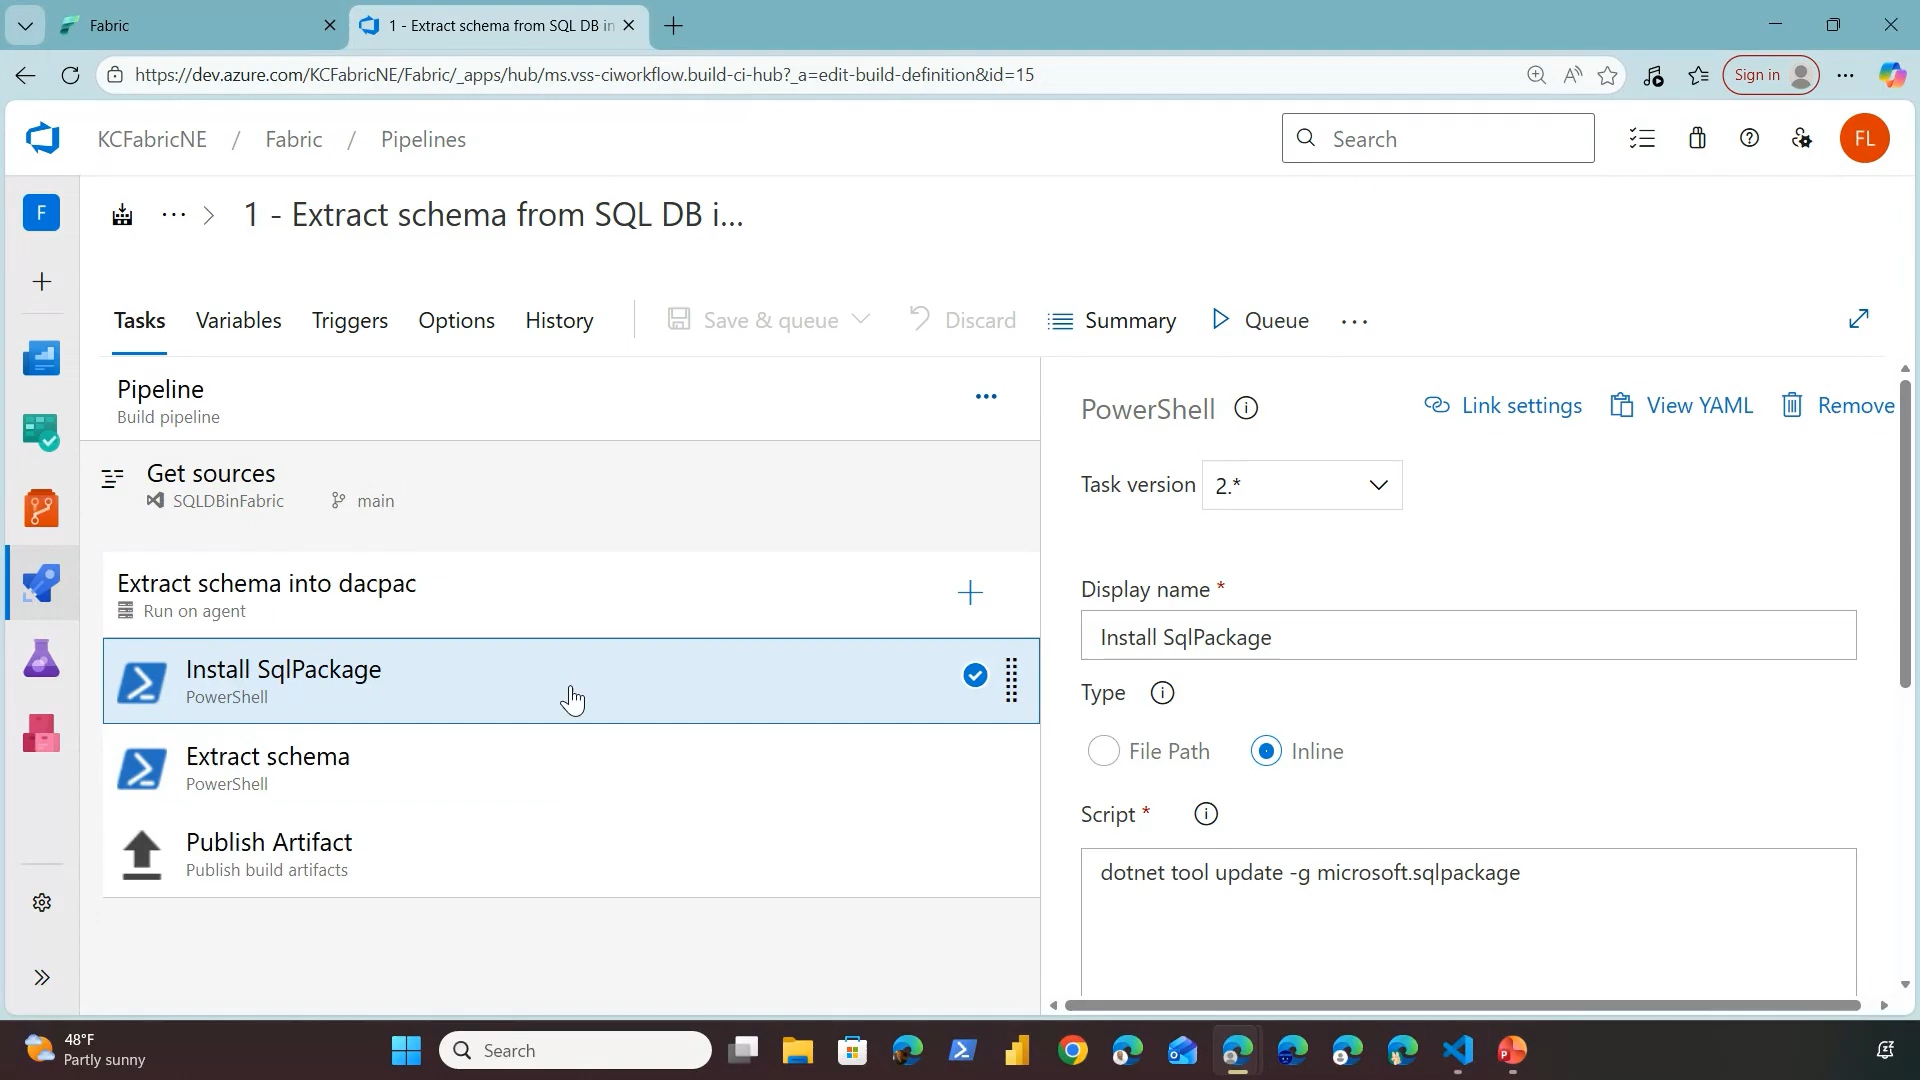 Fabric
1 - Extract schema from SQL DB in
https://dev.azure.com/KCFabricNE/Fabric/_apps/hub/ms.vss-ciworkflow.build-ci-hub?_a=edit-build-definition&id=15
Sign in
KCFabricNE / Fabric / Pipelines
Search
FL
F
1 - Extract schema from SQL DB i...
Tasks
Variables
Triggers
Options
History
Save & queue
Discard
Summary
Queue
Pipeline
Build pipeline
Get sources
SQLDBinFabric
main
Extract schema into dacpac
Run on agent
Install SqlPackage
PowerShell
Extract schema
PowerShell
Publish Artifact
Publish build artifacts
PowerShell
Link settings
View YAML
Remove
Task version
2.*
Display name *
Install SqlPackage
Type
File Path
Inline
Script *
dotnet tool update -g microsoft.sqlpackage
48°F
Partly sunny
Search